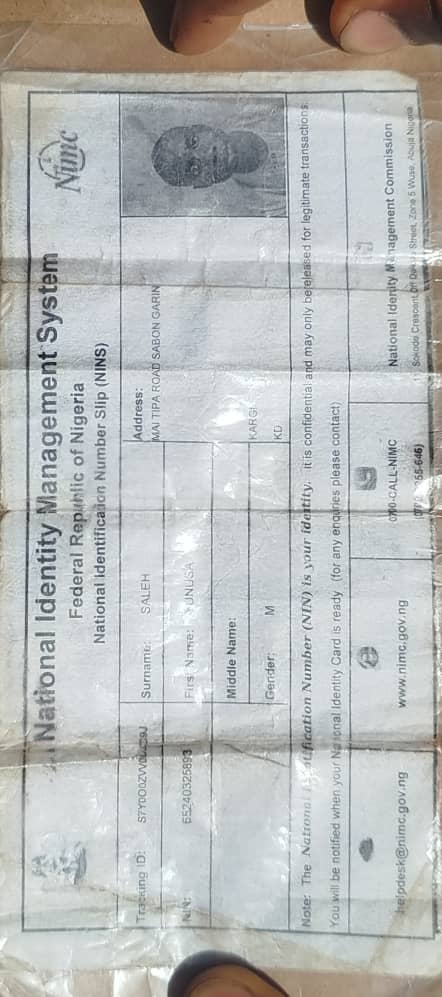 National Identity Management System
Federal Republic of Nigeria
National Identification Number Slip (NINS)
Nimc
Tracking ID:
Surname: SALEH
Address:
MAI TIPA ROAD SABON GARIN
NIN: 65240325893
First Name: YUNUSA
Middle Name:
KARGI
Gender: M
KD
Note: The National Identification Number (NIN) is your identity. It is confidential and may only be released for legitimate transactions.
You will be notified when your National Identity Card is ready (for any enquiries please contact)
helpdesk@nimc.gov.ng
www.nimc.gov.ng
0700-CALL-NIMC
National Identity Management Commission
11, Sokode Crescent, Off Street, Zone 5 Wuse, Abuja Nigeria